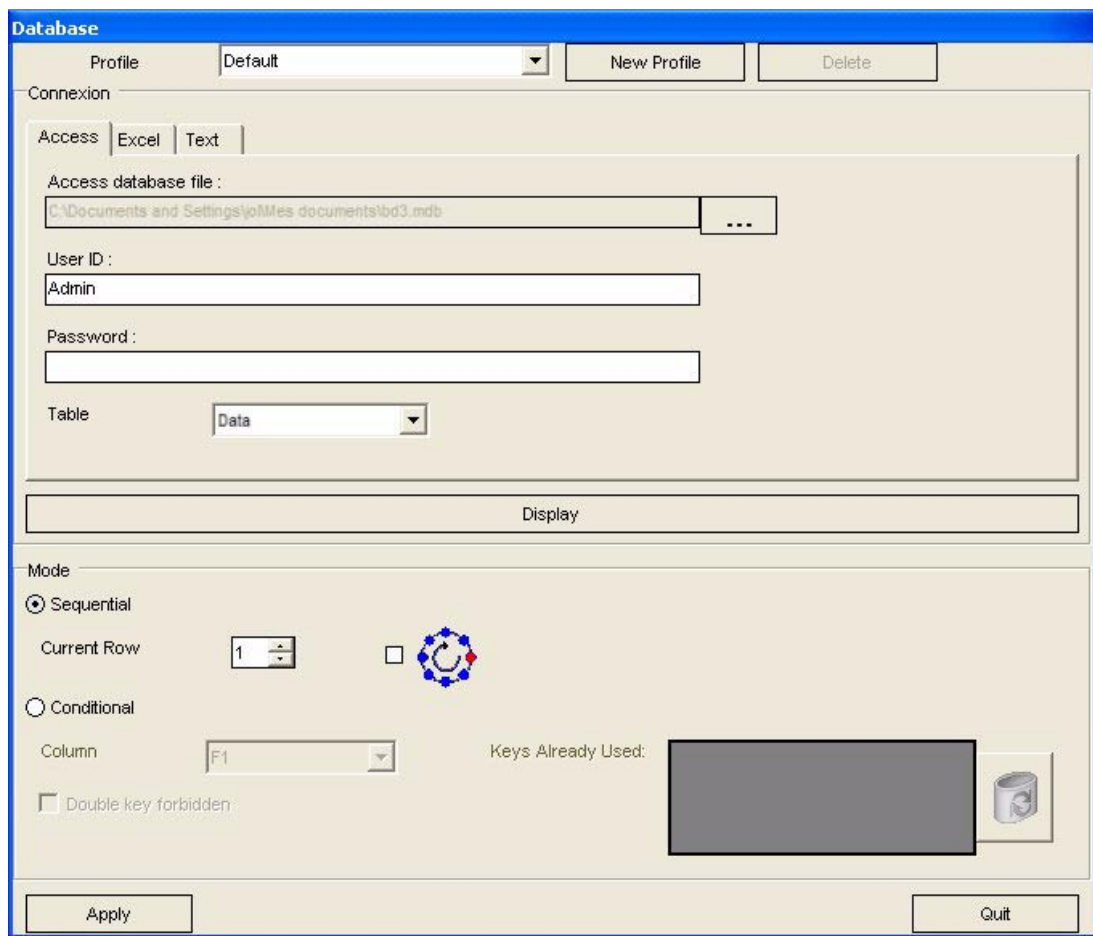 Database
Profile Default New Profile Delete
Connexion
Access Excel Text
Access database file :
C:\Documents and Settings\jol\Mes documents\bd3.mdb
...
User ID :
Admin
Password :
Table Data
Display
Mode
Sequential
Current Row 1
Conditional
Column F1 Keys Already Used:
Double key forbidden
Apply Quit